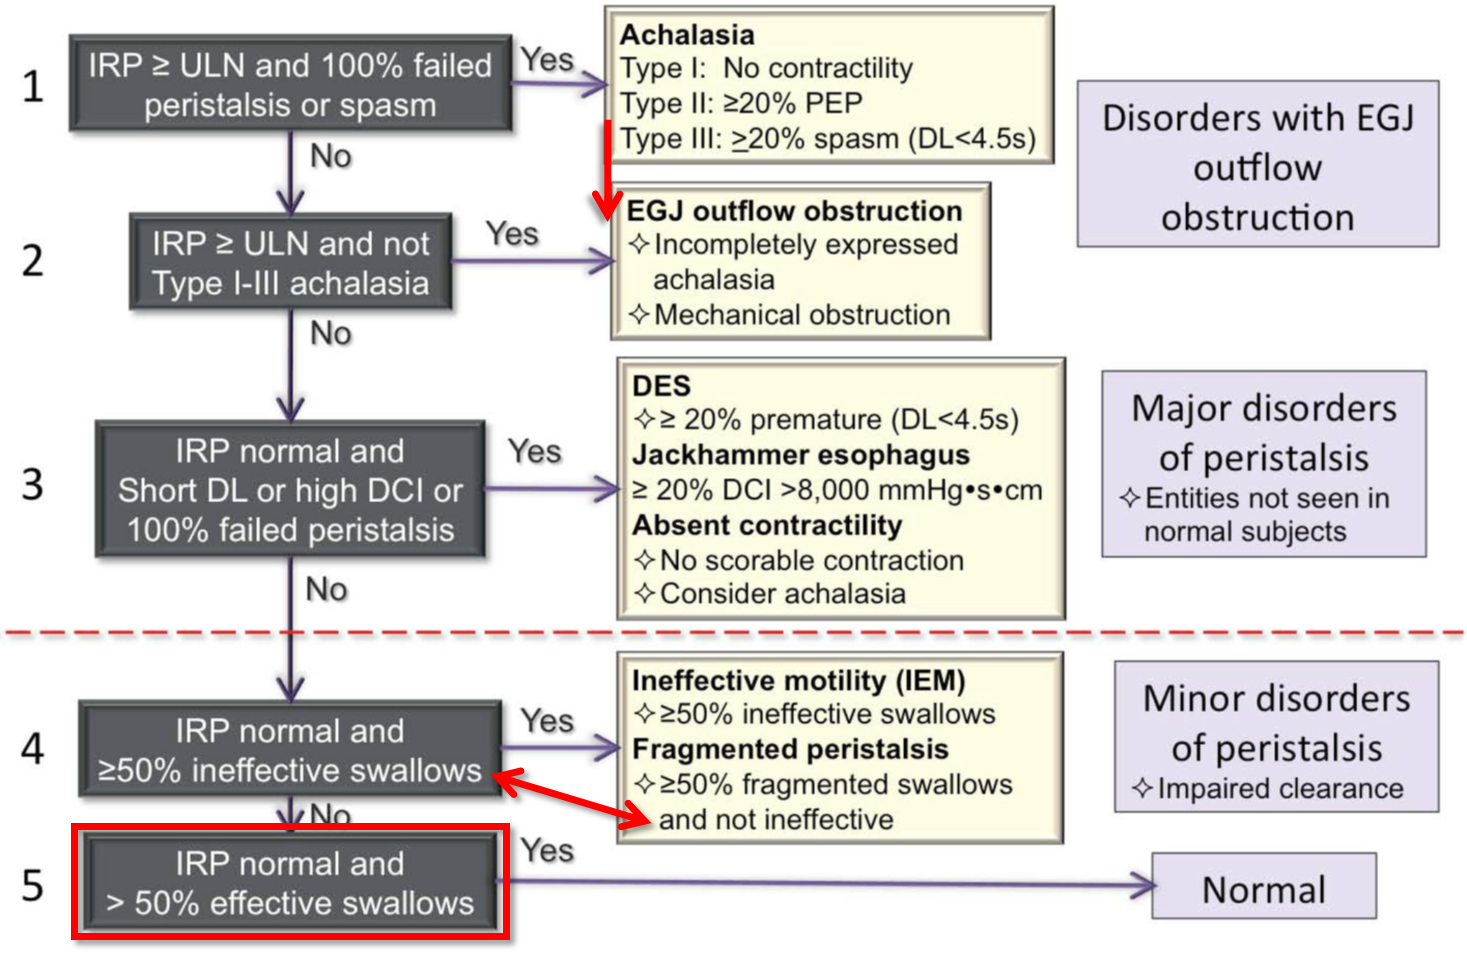 1
IRP ≥ ULN and 100% failed
peristalsis or spasm
Yes
Achalasia
Type I: No contractility
Type II: ≥20% PEP
Type III: ≥20% spasm (DL<4.5s)
Disorders with EGJ
outflow
obstruction
No
2
IRP ≥ ULN and not
Type I-III achalasia
Yes
EGJ outflow obstruction
✧Incompletely expressed
achalasia
✧Mechanical obstruction
No
3
IRP normal and
Short DL or high DCI or
100% failed peristalsis
Yes
DES
✧≥ 20% premature (DL<4.5s)
Jackhammer esophagus
≥ 20% DCI >8,000 mmHg•s•cm
Absent contractility
✧No scorable contraction
✧Consider achalasia
Major disorders
of peristalsis
✧Entities not seen in
normal subjects
No
4
IRP normal and
≥50% ineffective swallows
Yes
Ineffective motility (IEM)
✧≥50% ineffective swallows
Fragmented peristalsis
✧≥50% fragmented swallows
and not ineffective
Minor disorders
of peristalsis
✧Impaired clearance
No
5
IRP normal and
> 50% effective swallows
Yes
Normal